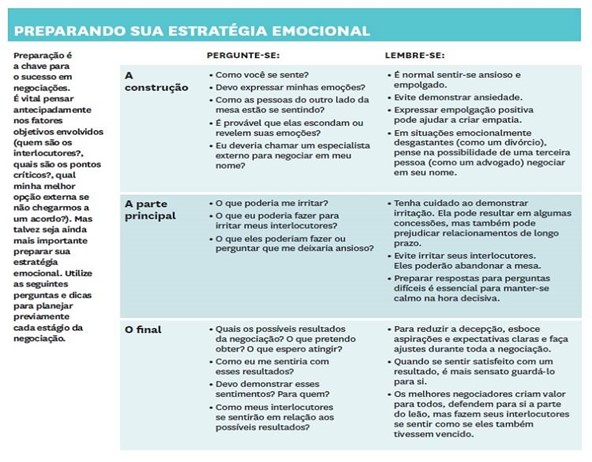 PREPARANDO SUA ESTRATÉGIA EMOCIONAL
Preparação é
a chave para
o sucesso em
negociações.
É vital pensar
antecipadamente
nos fatores
objetivos envolvidos
(quem são os
interlocutores?,
quais são os pontos
críticos?, qual
minha melhor
opção externa se
não chegarmos a
um acordo?). Mas
talvez seja ainda
mais importante
preparar sua
estratégia
emocional. Utilize
as seguintes
perguntas e dicas
para planejar
previamente
cada estágio da
negociação.
PERGUNTE-SE:
LEMBRE-SE:
A
construção
• Como você se sente?
• Devo expressar minhas emoções?
• Como as pessoas do outro lado da
mesa estão se sentindo?
• É provável que elas escondam ou
revelem suas emoções?
• Eu deveria chamar um especialista
externo para negociar em meu
nome?
• É normal sentir-se ansioso e
empolgado.
• Evite demonstrar ansiedade.
• Expressar empolgação positiva
pode ajudar a criar empatia.
• Em situações emocionalmente
desgastantes (como um divórcio),
pense na possibilidade de uma terceira
pessoa (como um advogado) negociar
em seu nome.
A parte
principal
• O que poderia me irritar?
• O que eu poderia fazer para
irritar meus interlocutores?
• O que eles poderiam fazer ou
perguntar que me deixaria ansioso?
• Tenha cuidado ao demonstrar
irritação. Ela pode resultar em algumas
concessões, mas também pode
prejudicar relacionamentos de longo
prazo.
• Evite irritar seus interlocutores.
Eles poderão abandonar a mesa.
• Preparar respostas para perguntas
difíceis é essencial para manter-se
calmo na hora decisiva.
O final
• Quais os possíveis resultados
da negociação? O que pretendo
obter? O que espero atingir?
• Como eu me sentiria com
esses resultados?
• Devo demonstrar esses
sentimentos? Para quem?
• Como meus interlocutores
se sentirão em relação aos
possíveis resultados?
• Para reduzir a decepção, esboce
aspirações e expectativas claras e faça
ajustes durante toda a negociação.
• Quando se sentir satisfeito com um
resultado, é mais sensato guardá-lo
para si.
• Os melhores negociadores criam valor
para todos, defendem para si a parte
do leão, mas fazem seus interlocutores
se sentir como se eles também
tivessem vencido.